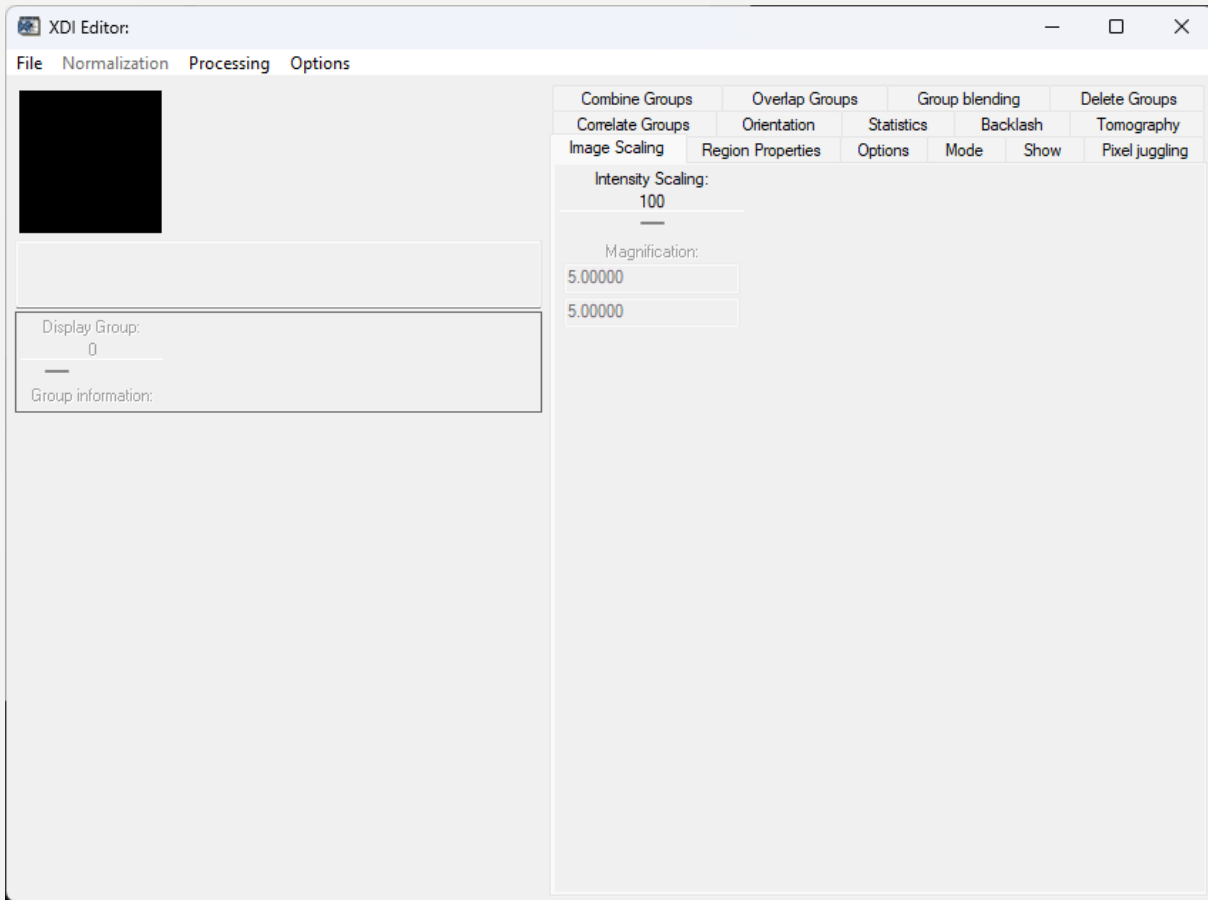 XDI Editor:
File Normalization Processing Options
Combine Groups Overlap Groups Group blending Delete Groups
Correlate Groups Orientation Statistics Backlash Tomography
Image Scaling Region Properties Options Mode Show Pixel juggling
Intensity Scaling:
100
Magnification:
5.00000
5.00000
Display Group:
0
Group information: